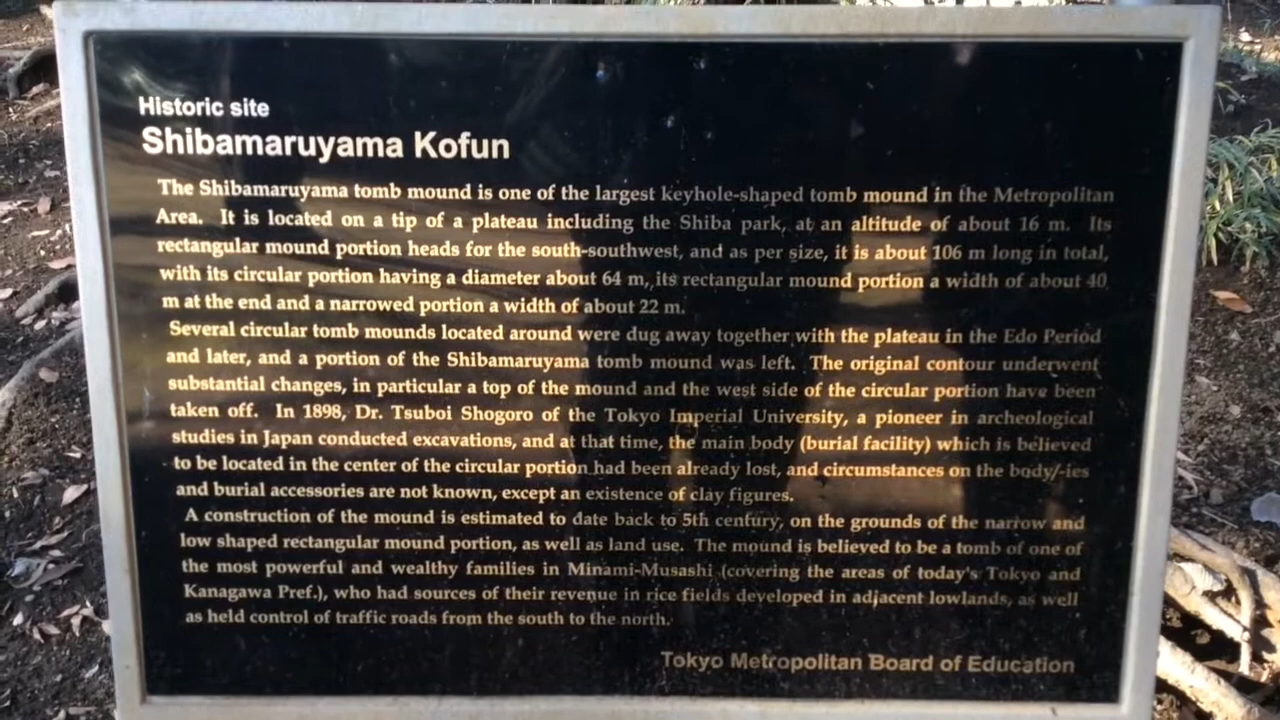 Historic site
Shibamaruyama Kofun
The Shibamaruyama tomb mound is one of the largest keyhole-shaped tomb mound in the Metropolitan
Area. It is located on a tip of a plateau including the Shiba park, at an altitude of about 16 m. Its
rectangular mound portion heads for the south-southwest, and as per size, it is about 106 m long in total,
with its circular portion having a diameter about 64 m, its rectangular mound portion a width of about 40
m at the end and a narrowed portion a width of about 22 m.
Several circular tomb mounds located around were dug away together with the plateau in the Edo Period
and later, and a portion of the Shibamaruyama tomb mound was left. The original contour underwent
substantial changes, in particular a top of the mound and the west side of the circular portion have been
taken off. In 1898, Dr. Tsuboi Shogoro of the Tokyo Imperial University, a pioneer in archeological
studies in Japan conducted excavations, and at that time, the main body (burial facility) which is believed
to be located in the center of the circular portion had been already lost, and circumstances on the body/-ies
and burial accessories are not known, except an existence of clay figures.
A construction of the mound is estimated to date back to 5th century, on the grounds of the narrow and
low shaped rectangular mound portion, as well as land use. The mound is believed to be a tomb of one of
the most powerful and wealthy families in Minami-Musashi (covering the areas of today's Tokyo and
Kanagawa Pref.), who had sources of their revenue in rice fields developed in adjacent lowlands, as well
as held control of traffic roads from the south to the north.
Tokyo Metropolitan Board of Education